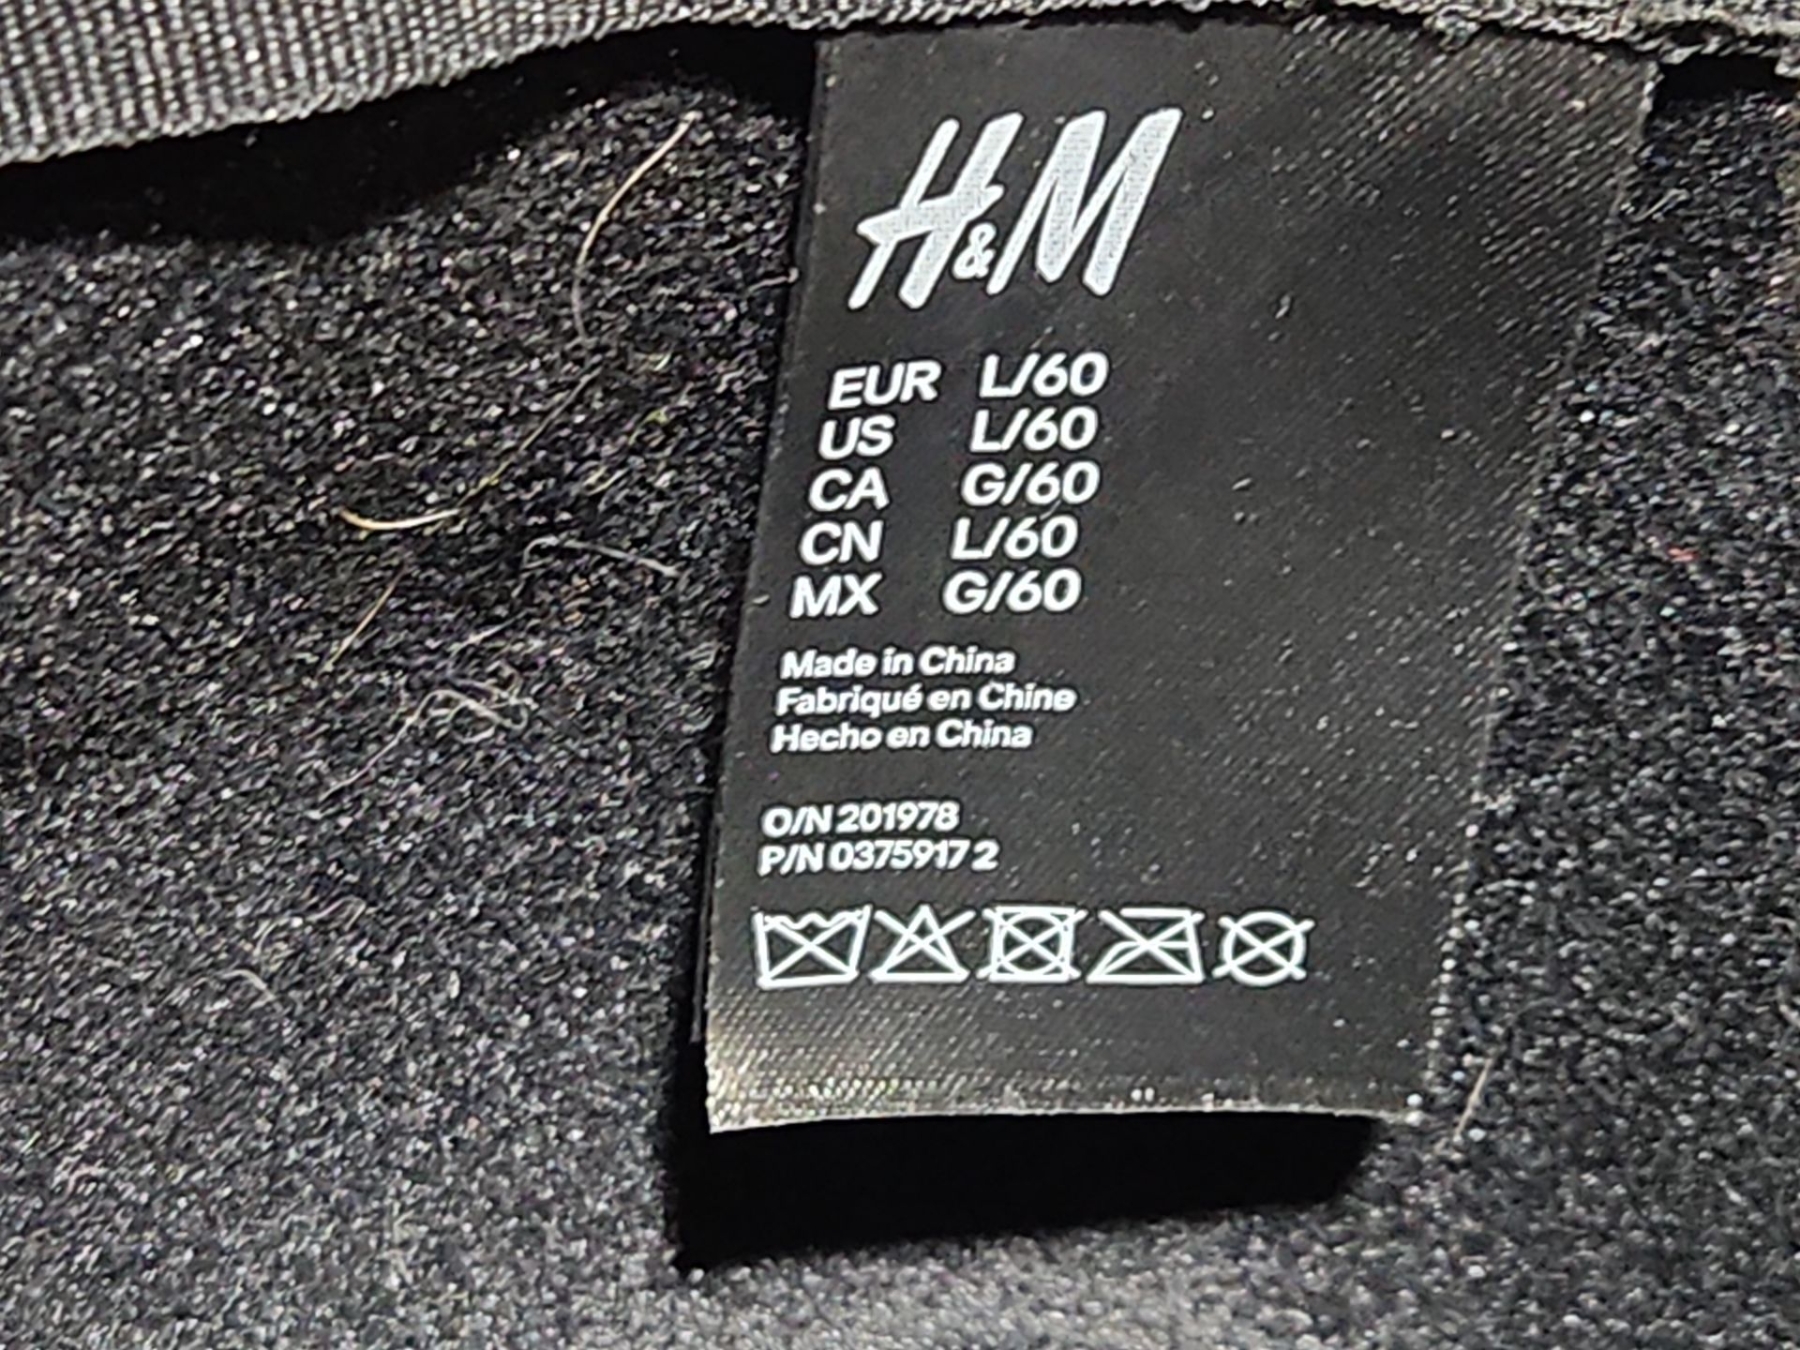 H&M
EUR L/60
US L/60
CA G/60
CN L/60
MX G/60
Made in China
Fabriqué en Chine
Hecho en China
O/N 201978
P/N 0375917 2